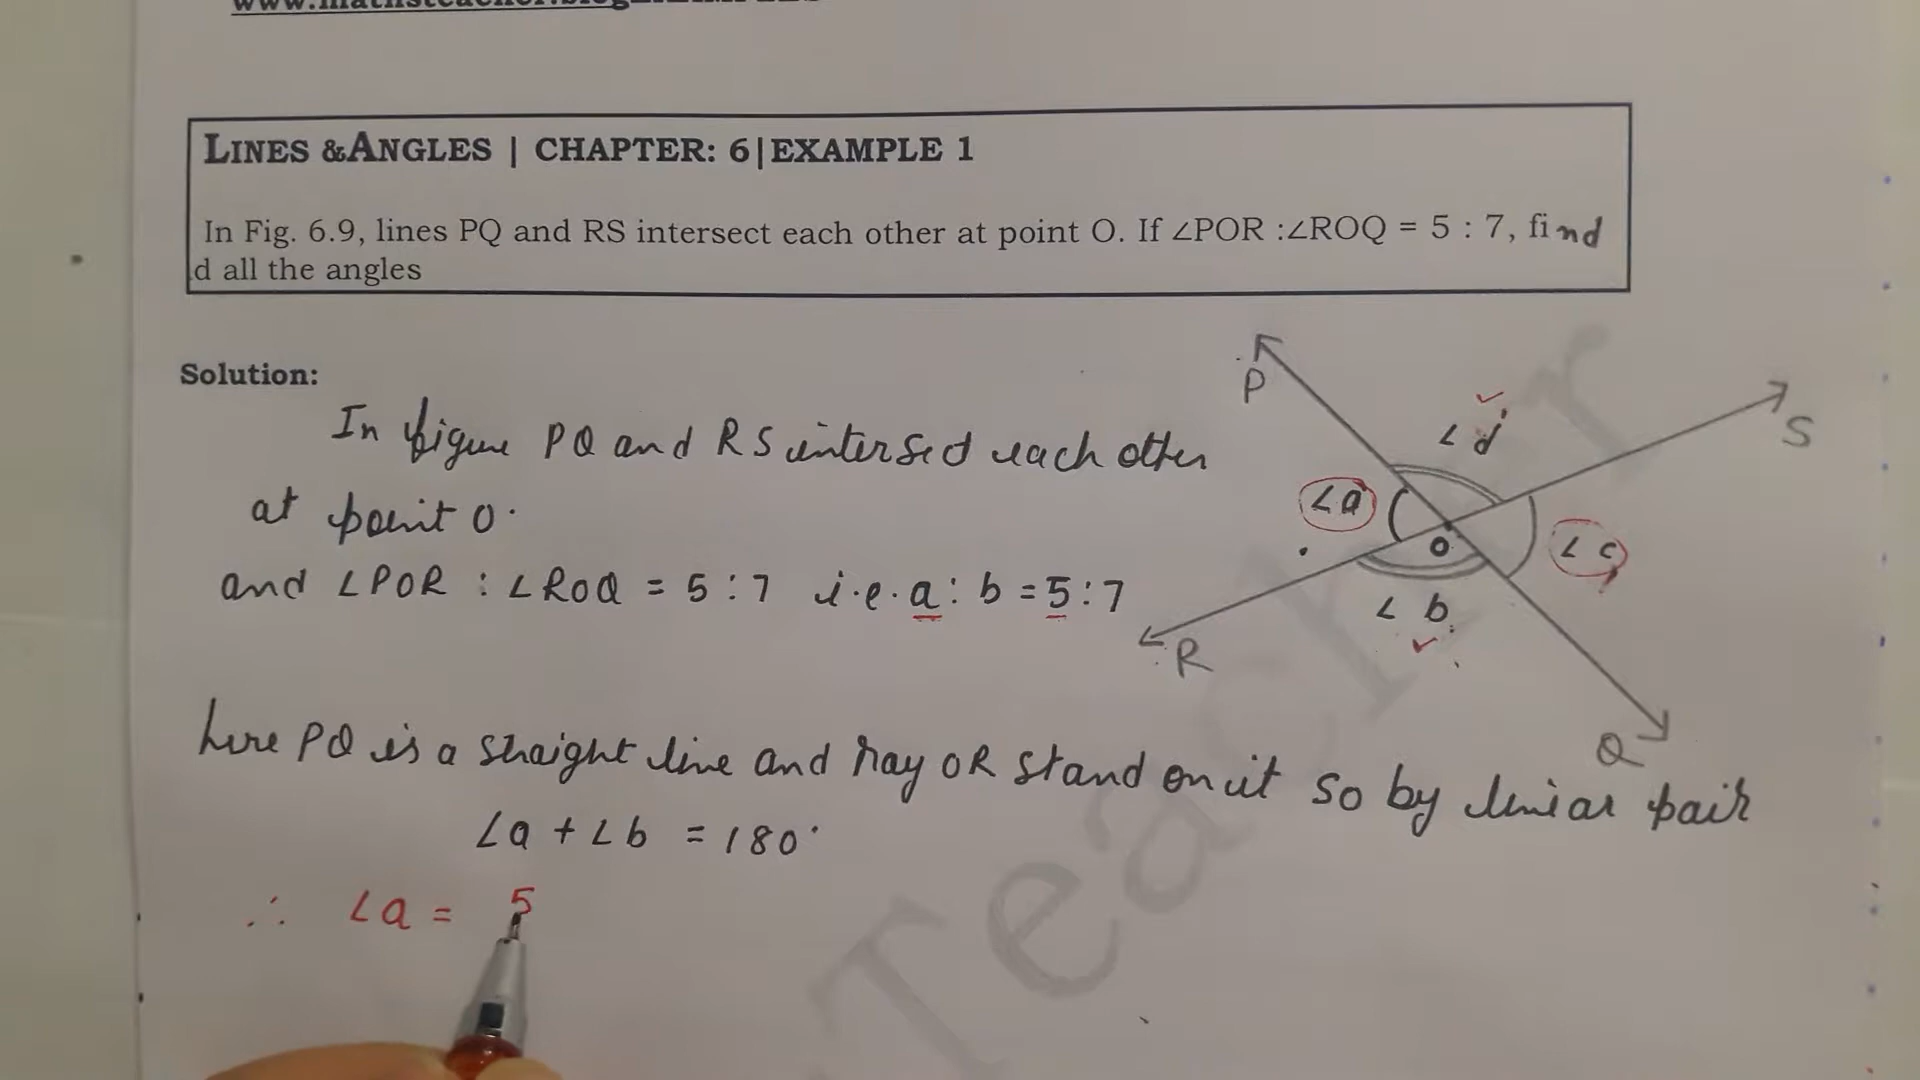 LINES &ANGLES | CHAPTER: 6|EXAMPLE 1
In Fig. 6.9, lines PQ and RS intersect each other at point O. If ∠POR :∠ROQ = 5 : 7, find
d all the angles
Solution:
In figure PQ and RS intersect each other
at point O.
and ∠POR : ∠ROQ = 5 : 7 i.e. a : b = 5 : 7
here PQ is a straight line and ray OR stand on it so by linear pair
∠a + ∠b = 180°
∴ ∠a = 5
P
S
∠d
∠a
∠c
O
∠b
R
Q
Teacher